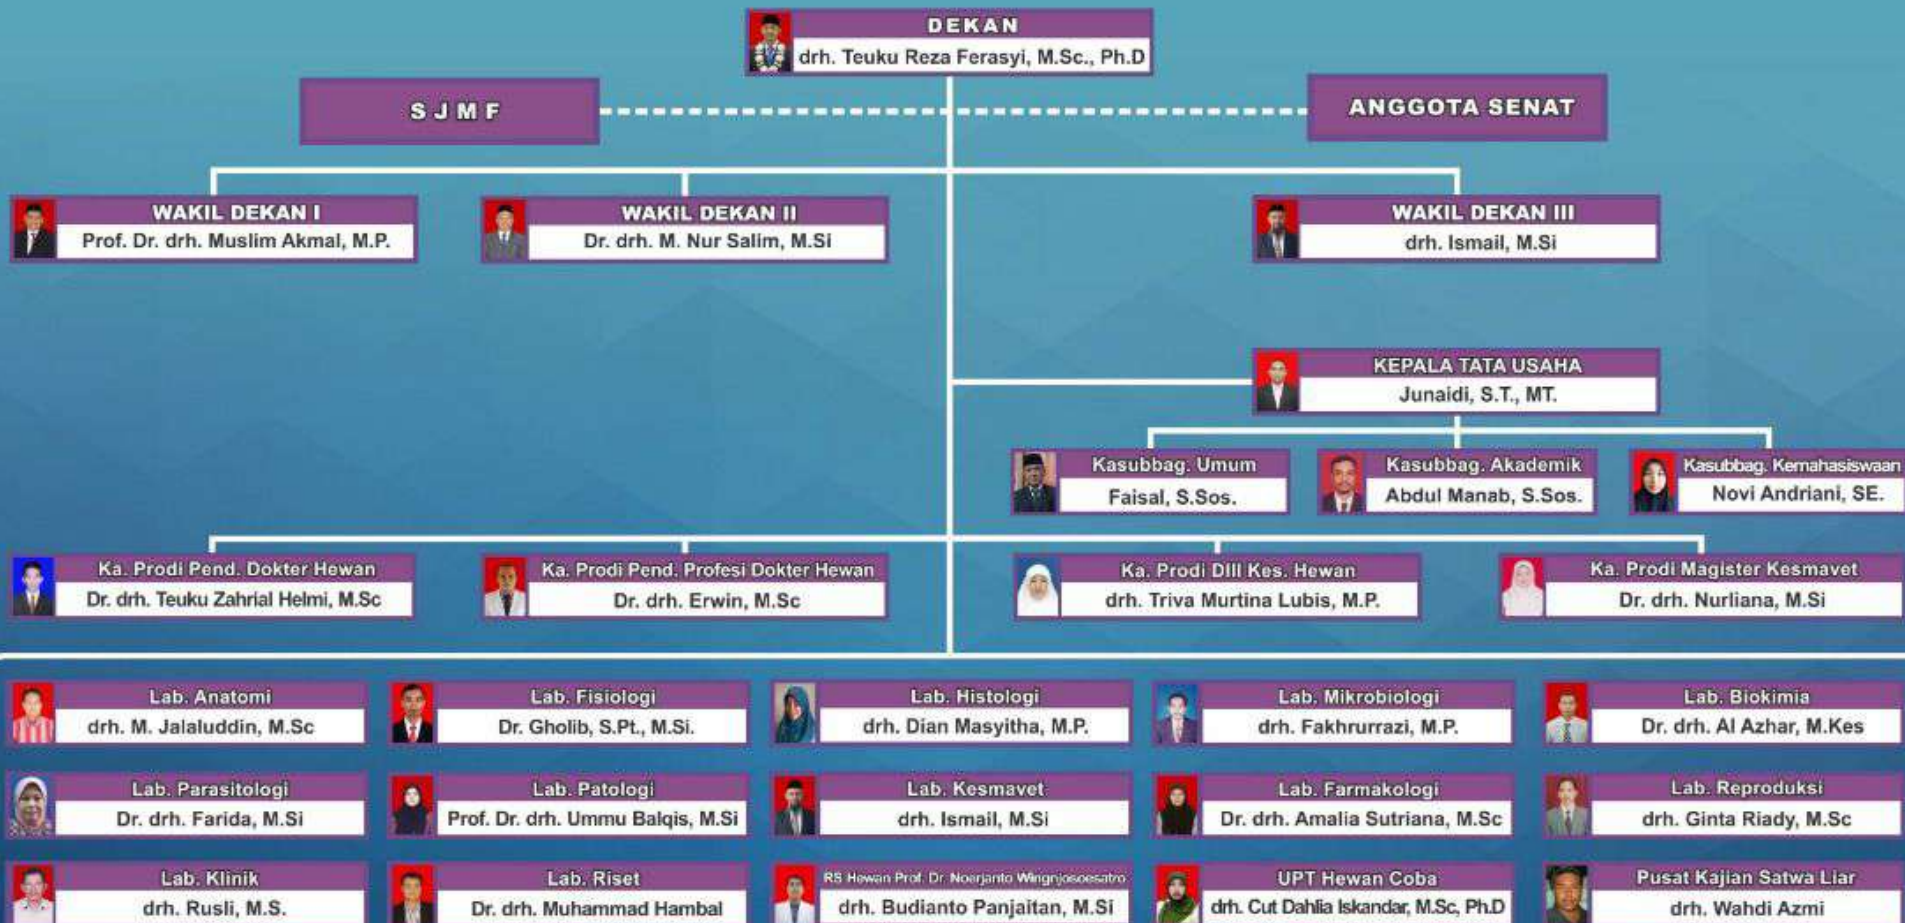 DEKAN
drh. Teuku Reza Ferasyi, M.Sc., Ph.D
S J M F
ANGGOTA SENAT
WAKIL DEKAN I
Prof. Dr. drh. Muslim Akmal, M.P.
WAKIL DEKAN II
Dr. drh. M. Nur Salim, M.Si
WAKIL DEKAN III
drh. Ismail, M.Si
KEPALA TATA USAHA
Junaidi, S.T., MT.
Kasubbag. Umum
Faisal, S.Sos.
Kasubbag. Akademik
Abdul Manab, S.Sos.
Kasubbag. Kemahasiswaan
Novi Andriani, SE.
Ka. Prodi Pend. Dokter Hewan
Dr. drh. Teuku Zahrial Helmi, M.Sc
Ka. Prodi Pend. Profesi Dokter Hewan
Dr. drh. Erwin, M.Sc
Ka. Prodi DIII Kes. Hewan
drh. Triva Murtina Lubis, M.P.
Ka. Prodi Magister Kesmavet
Dr. drh. Nurliana, M.Si
Lab. Anatomi
drh. M. Jalaluddin, M.Sc
Lab. Fisiologi
Dr. Gholib, S.Pt., M.Si.
Lab. Histologi
drh. Dian Masyitha, M.P.
Lab. Mikrobiologi
drh. Fakhrurrazi, M.P.
Lab. Biokimia
Dr. drh. Al Azhar, M.Kes
Lab. Parasitologi
Dr. drh. Farida, M.Si
Lab. Patologi
Prof. Dr. drh. Ummu Balqis, M.Si
Lab. Kesmavet
drh. Ismail, M.Si
Lab. Farmakologi
Dr. drh. Amalia Sutriana, M.Sc
Lab. Reproduksi
drh. Ginta Riady, M.Sc
Lab. Klinik
drh. Rusli, M.S.
Lab. Riset
Dr. drh. Muhammad Hambal
RS Hewan Prof. Dr. Noerjanto Wingnjosoesatro
drh. Budianto Panjaitan, M.Si
UPT Hewan Coba
drh. Cut Dahlia Iskandar, M.Sc, Ph.D
Pusat Kajian Satwa Liar
drh. Wahdi Azmi